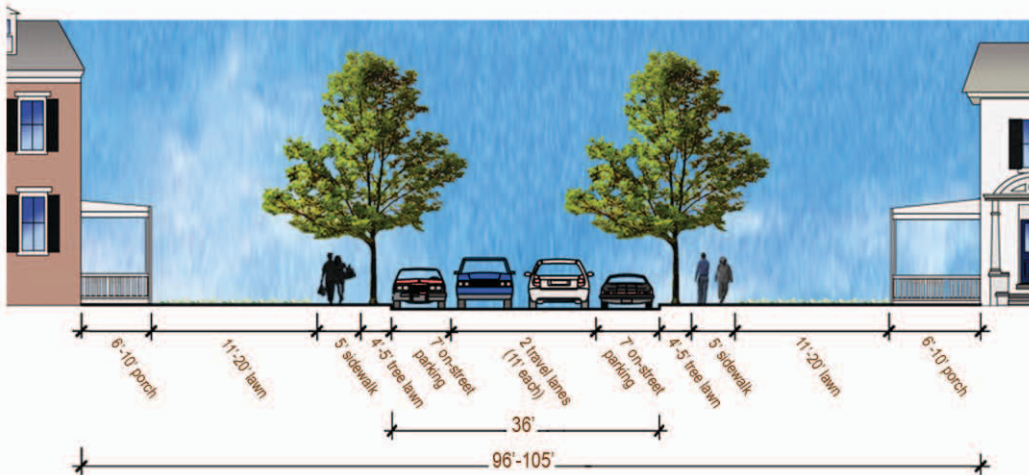 6'-10' porch
11'-20' lawn
5' sidewalk
4'-5' tree lawn
7' on-street
parking
2 travel lanes
(11' each)
7' on-street
parking
4'-5' tree lawn
5' sidewalk
11'-20' lawn
6'-10' porch
36'
96'-105'